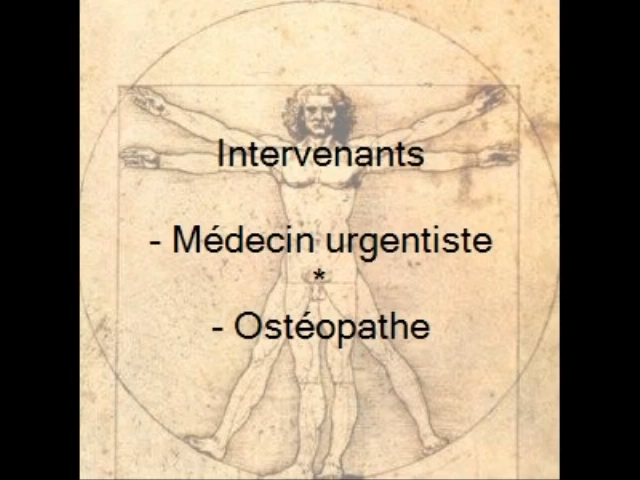 Intervenants
- Médecin urgentiste
*
- Ostéopathe